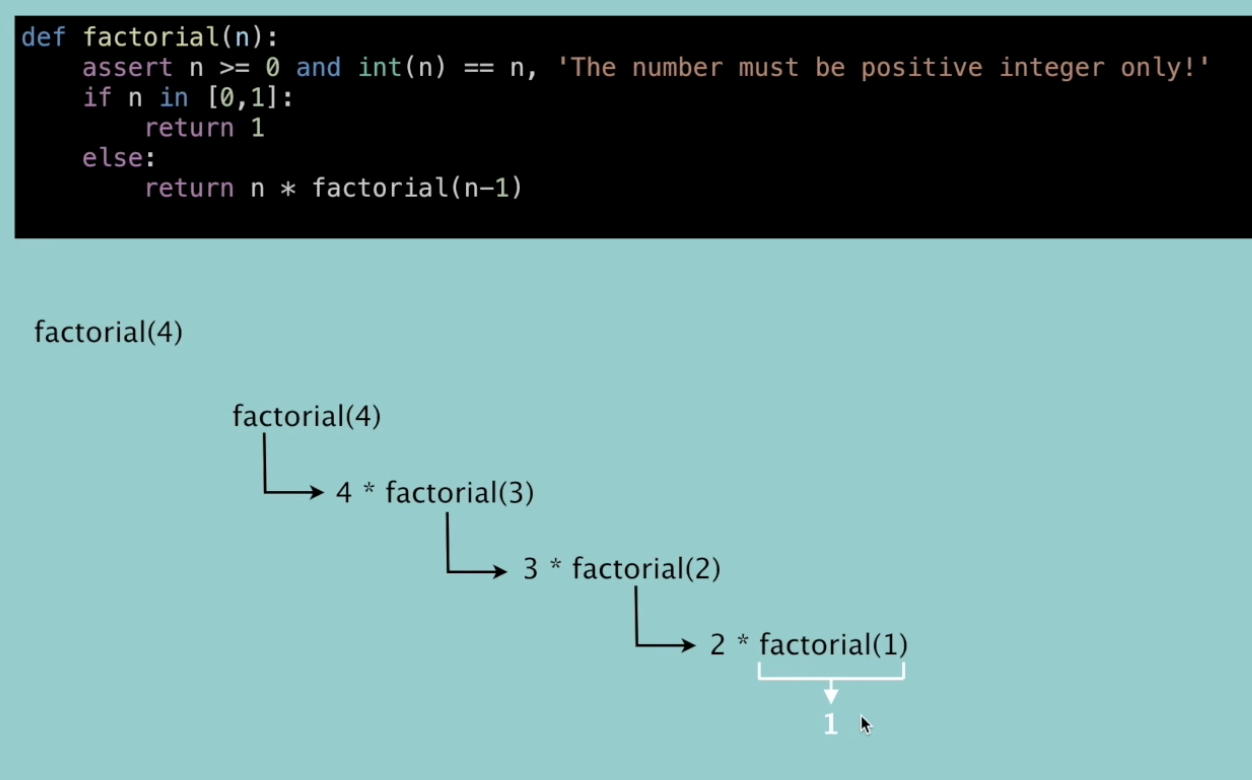 def factorial(n):
    assert n >= 0 and int(n) == n, 'The number must be positive integer only!'
    if n in [0,1]:
        return 1
    else:
        return n * factorial(n-1)
factorial(4)
factorial(4)
4 * factorial(3)
3 * factorial(2)
2 * factorial(1)
1